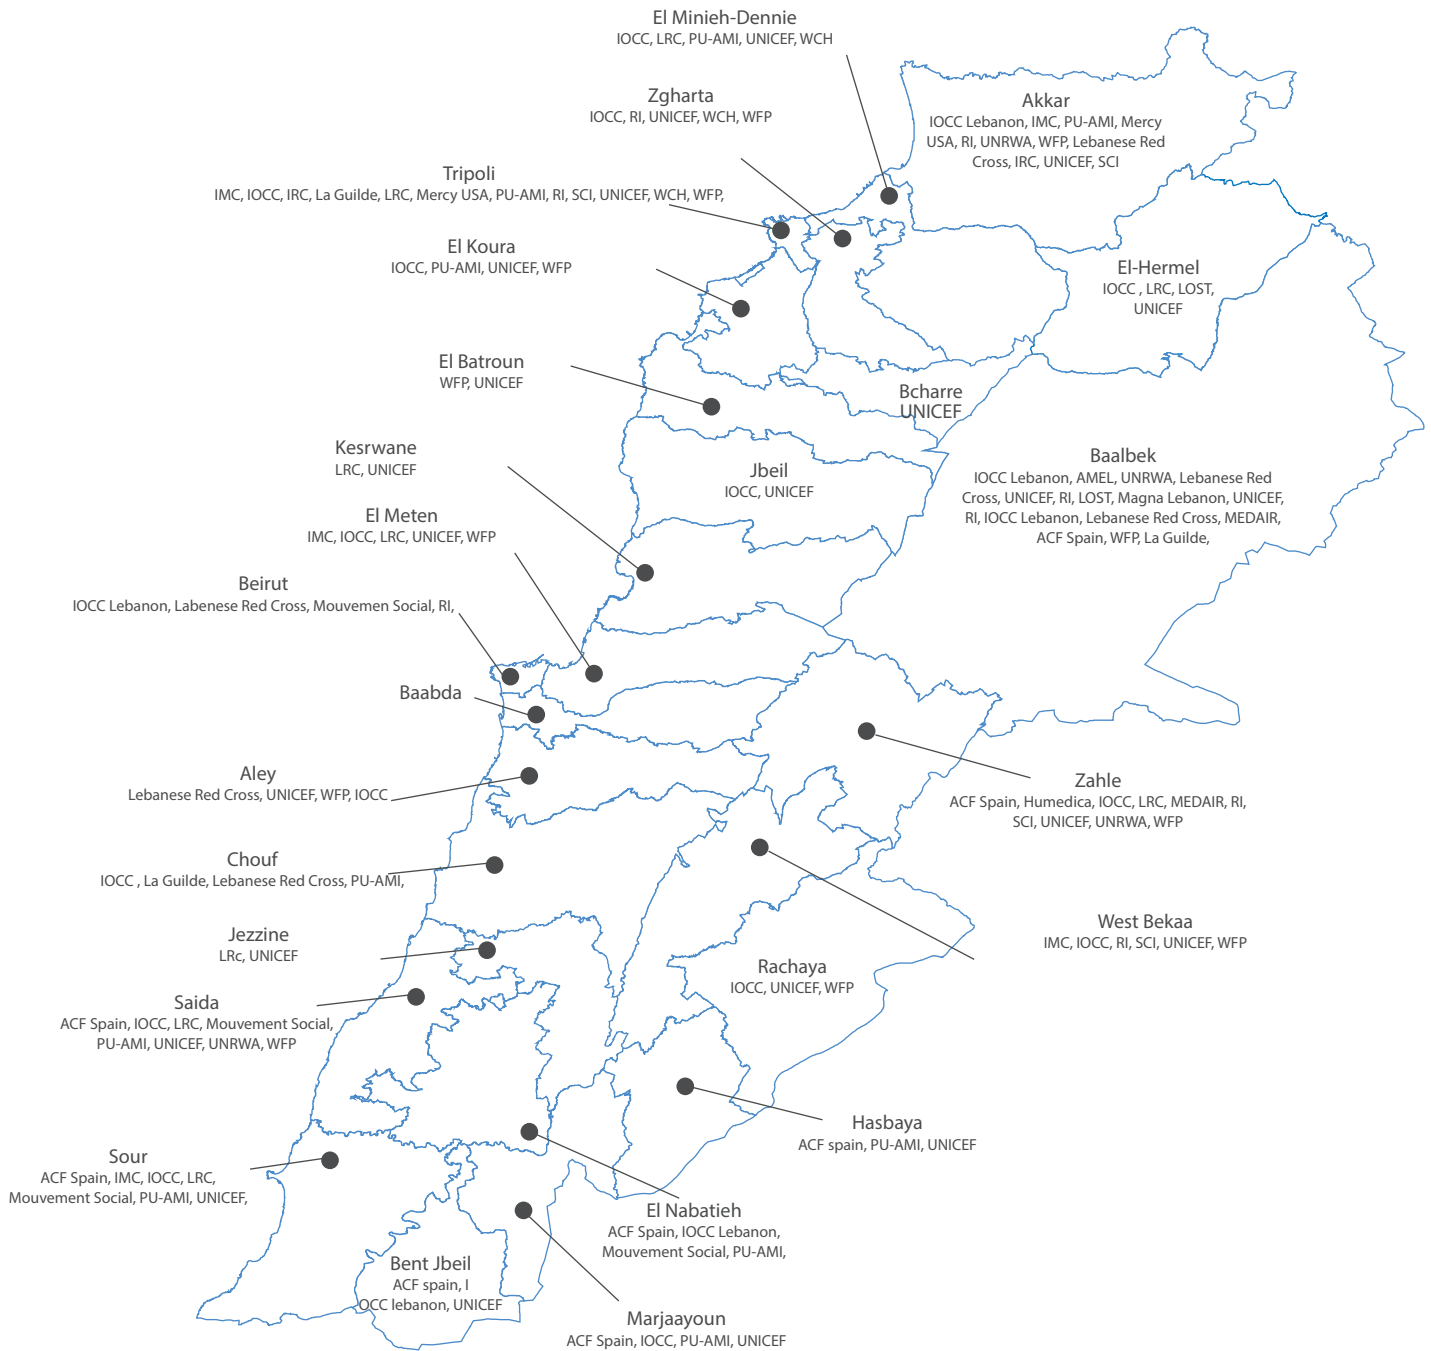 El Minieh-Dennie
IOCC, LRC, PU-AMI, UNICEF, WCH
Zgharta
IOCC, RI, UNICEF, WCH, WFP
Akkar
IOCC Lebanon, IMC, PU-AMI, Mercy
USA, RI, UNRWA, WFP, Lebanese Red
Cross, IRC, UNICEF, SCI
Tripoli
IMC, IOCC, IRC, La Guilde, LRC, Mercy USA, PU-AMI, RI, SCI, UNICEF, WCH, WFP,
El Koura
IOCC, PU-AMI, UNICEF, WFP
El-Hermel
IOCC , LRC, LOST,
UNICEF
El Batroun
WFP, UNICEF
Bcharre
UNICEF
Kesrwane
LRC, UNICEF
Jbeil
IOCC, UNICEF
Baalbek
IOCC Lebanon, AMEL, UNRWA, Lebanese Red
Cross, UNICEF, RI, LOST, Magna Lebanon, UNICEF,
RI, IOCC Lebanon, Lebanese Red Cross, MEDAIR,
ACF Spain, WFP, La Guilde,
El Meten
IMC, IOCC, LRC, UNICEF, WFP
Beirut
IOCC Lebanon, Labenese Red Cross, Mouvemen Social, RI,
Baabda
Aley
Lebanese Red Cross, UNICEF, WFP, IOCC
Zahle
ACF Spain, Humedica, IOCC, LRC, MEDAIR, RI,
SCI, UNICEF, UNRWA, WFP
Chouf
IOCC , La Guilde, Lebanese Red Cross, PU-AMI,
West Bekaa
IMC, IOCC, RI, SCI, UNICEF, WFP
Jezzine
LRc, UNICEF
Rachaya
IOCC, UNICEF, WFP
Saida
ACF Spain, IOCC, LRC, Mouvement Social,
PU-AMI, UNICEF, UNRWA, WFP
Hasbaya
ACF spain, PU-AMI, UNICEF
Sour
ACF Spain, IMC, IOCC, LRC,
Mouvement Social, PU-AMI, UNICEF,
El Nabatieh
ACF Spain, IOCC Lebanon,
Mouvement Social, PU-AMI,
Bent Jbeil
ACF spain, I
OCC lebanon, UNICEF
Marjaayoun
ACF Spain, IOCC, PU-AMI, UNICEF